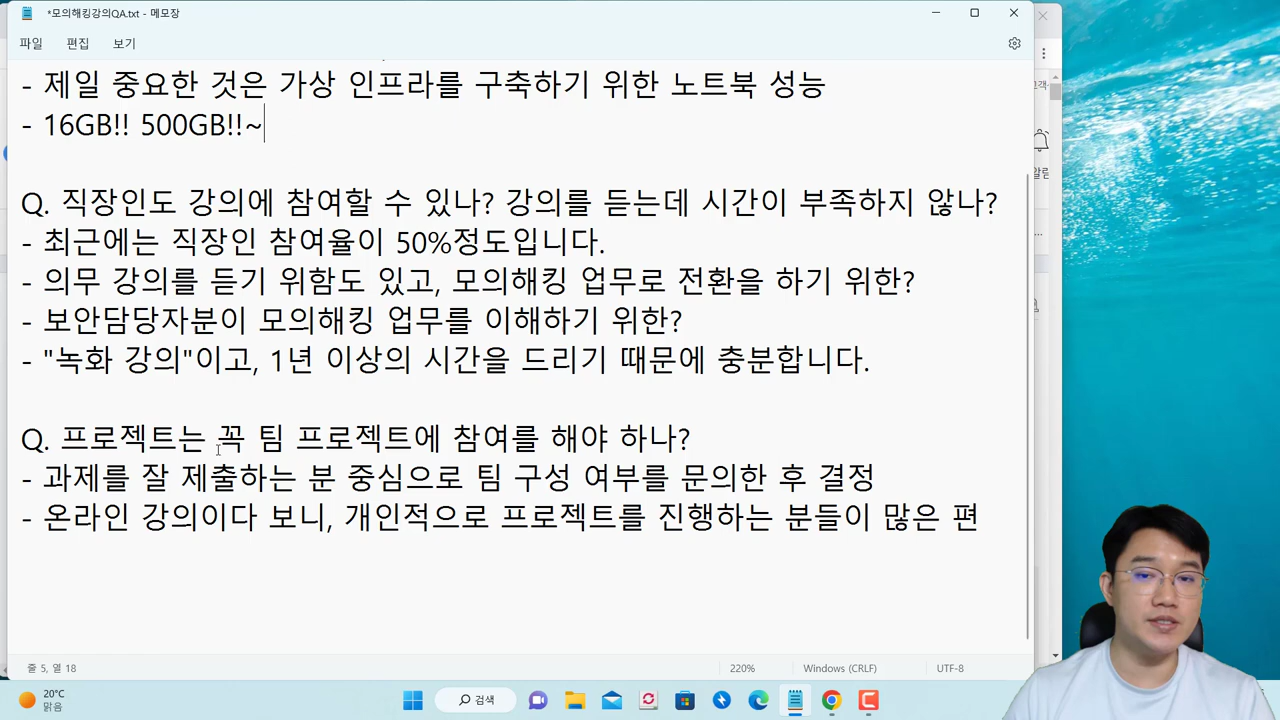 *모의해킹강의QA.txt - 메모장
파일 편집 보기
- 제일 중요한 것은 가상 인프라를 구축하기 위한 노트북 성능
- 16GB!! 500GB!!~
Q. 직장인도 강의에 참여할 수 있나? 강의를 듣는데 시간이 부족하지 않나?
- 최근에는 직장인 참여율이 50%정도입니다.
- 의무 강의를 듣기 위함도 있고, 모의해킹 업무로 전환을 하기 위한?
- 보안담당자분이 모의해킹 업무를 이해하기 위한?
- "녹화 강의"이고, 1년 이상의 시간을 드리기 때문에 충분합니다.
Q. 프로젝트는 꼭 팀 프로젝트에 참여를 해야 하나?
- 과제를 잘 제출하는 분 중심으로 팀 구성 여부를 문의한 후 결정
- 온라인 강의이다 보니, 개인적으로 프로젝트를 진행하는 분들이 많은 편
줄 5, 열 18 220% Windows (CRLF) UTF-8
20°C
맑음
검색